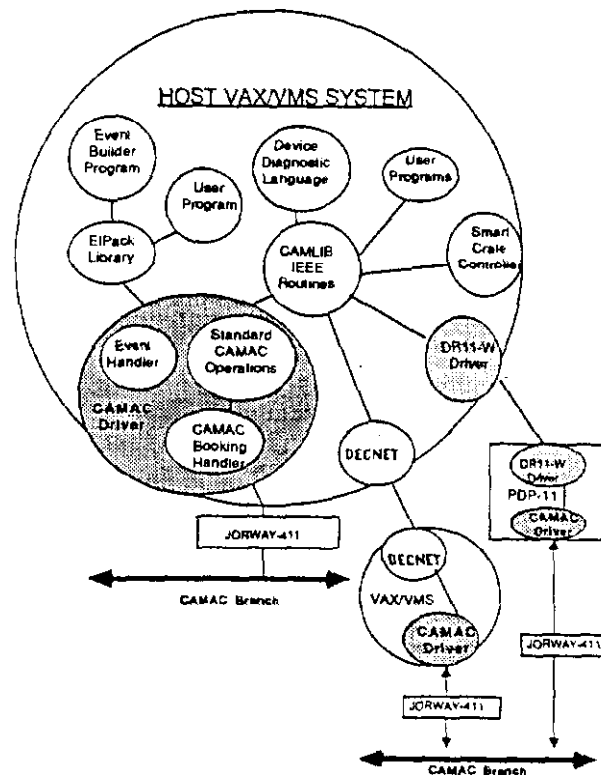 HOST VAX/VMS SYSTEM
Event
Builder
Program
User
Program
Device
Diagnostic
Language
User
Programs
EIPack
Library
CAMLIB
IEEE
Routines
Smart
Crate
Controller
Event
Handler
Standard
CAMAC
Operations
CAMAC
Driver
CAMAC
Booking
Handler
DR11-W
Driver
DECNET
JORWAY-411
CAMAC Branch
DR11-W
Driver
PDP-11
CAMAC
Driver
DECNET
VAX/VMS
CAMAC
Driver
JORWAY-411
JORWAY-411
CAMAC Branch